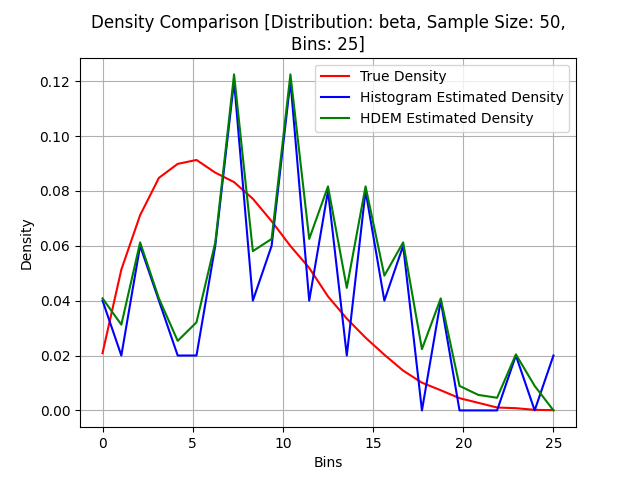 Density Comparison [Distribution: beta, Sample Size: 50,
Bins: 25]
True Density
Histogram Estimated Density
HDEM Estimated Density
Density
0.12
0.10
0.08
0.06
0.04
0.02
0.00
0
5
10
15
20
25
Bins